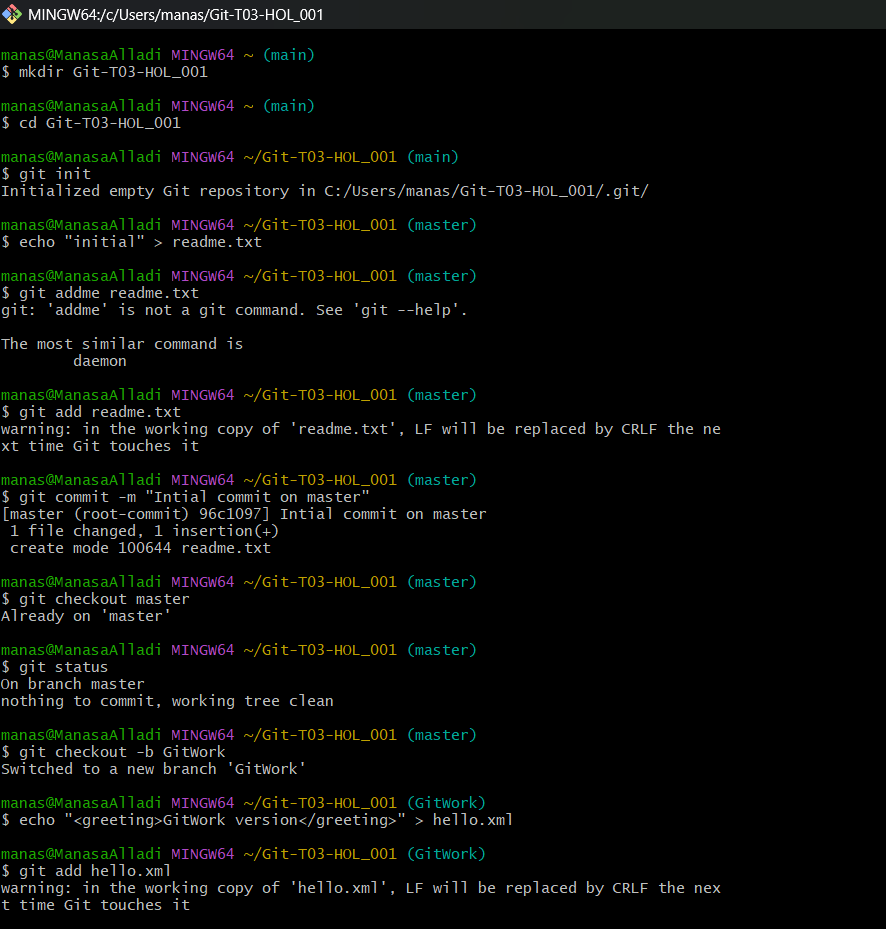 MINGW64:/c/Users/manas/Git-T03-HOL_001
manas@ManasaAlladi MINGW64 ~ (main)
$ mkdir Git-T03-HOL_001
manas@ManasaAlladi MINGW64 ~ (main)
$ cd Git-T03-HOL_001
manas@ManasaAlladi MINGW64 ~/Git-T03-HOL_001 (main)
$ git init
Initialized empty Git repository in C:/Users/manas/Git-T03-HOL_001/.git/
manas@ManasaAlladi MINGW64 ~/Git-T03-HOL_001 (master)
$ echo "initial" > readme.txt
manas@ManasaAlladi MINGW64 ~/Git-T03-HOL_001 (master)
$ git addme readme.txt
git: 'addme' is not a git command. See 'git --help'.
The most similar command is
        daemon
manas@ManasaAlladi MINGW64 ~/Git-T03-HOL_001 (master)
$ git add readme.txt
warning: in the working copy of 'readme.txt', LF will be replaced by CRLF the ne
xt time Git touches it
manas@ManasaAlladi MINGW64 ~/Git-T03-HOL_001 (master)
$ git commit -m "Intial commit on master"
[master (root-commit) 96c1097] Intial commit on master
 1 file changed, 1 insertion(+)
 create mode 100644 readme.txt
manas@ManasaAlladi MINGW64 ~/Git-T03-HOL_001 (master)
$ git checkout master
Already on 'master'
manas@ManasaAlladi MINGW64 ~/Git-T03-HOL_001 (master)
$ git status
On branch master
nothing to commit, working tree clean
manas@ManasaAlladi MINGW64 ~/Git-T03-HOL_001 (master)
$ git checkout -b GitWork
Switched to a new branch 'GitWork'
manas@ManasaAlladi MINGW64 ~/Git-T03-HOL_001 (GitWork)
$ echo "<greeting>GitWork version</greeting>" > hello.xml
manas@ManasaAlladi MINGW64 ~/Git-T03-HOL_001 (GitWork)
$ git add hello.xml
warning: in the working copy of 'hello.xml', LF will be replaced by CRLF the nex
t time Git touches it